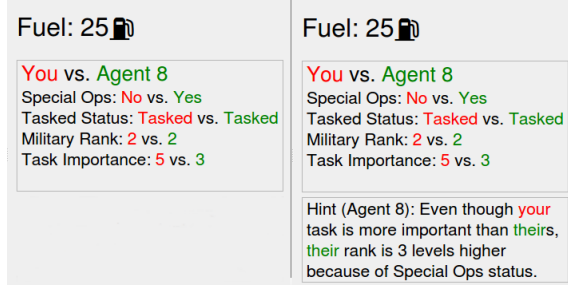 Fuel: 25
You vs. Agent 8
Special Ops: No vs. Yes
Tasked Status: Tasked vs. Tasked
Military Rank: 2 vs. 2
Task Importance: 5 vs. 3
Fuel: 25
You vs. Agent 8
Special Ops: No vs. Yes
Tasked Status: Tasked vs. Tasked
Military Rank: 2 vs. 2
Task Importance: 5 vs. 3
Hint (Agent 8): Even though your
task is more important than theirs,
their rank is 3 levels higher
because of Special Ops status.